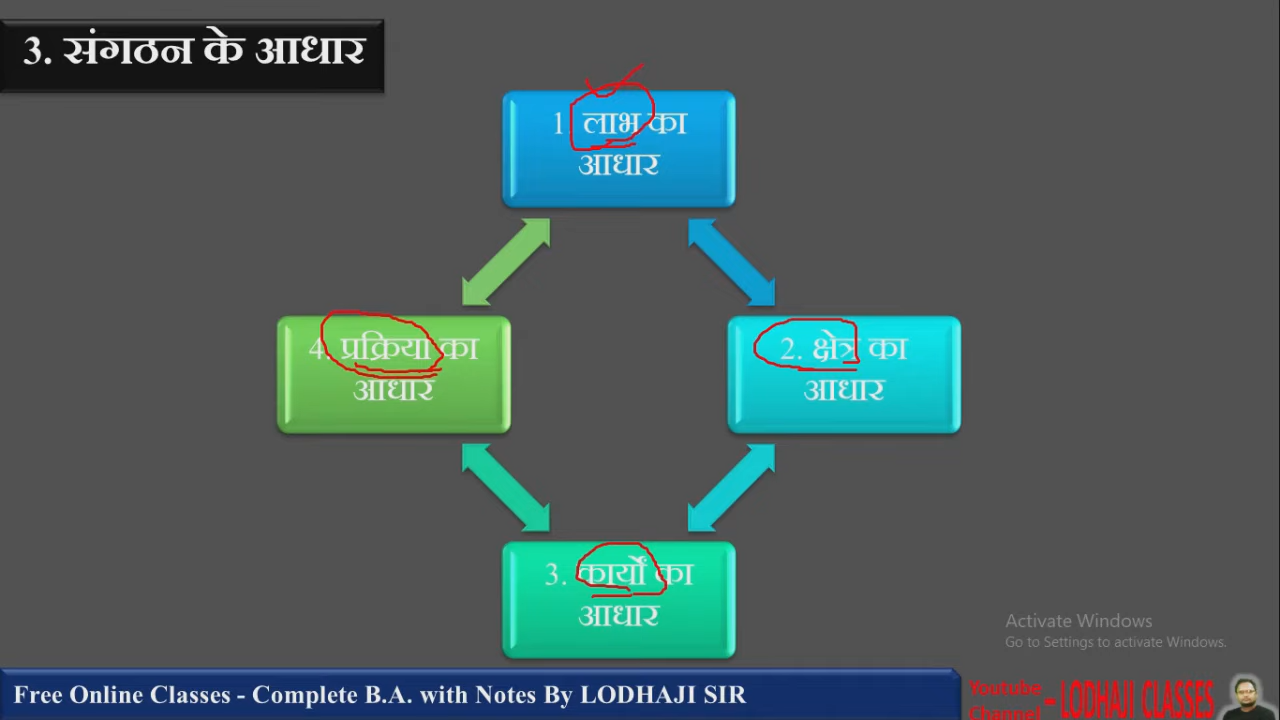 3. संगठन के आधार
1. लाभ का
आधार
4. प्रक्रिया का
आधार
2. क्षेत्र का
आधार
3. कार्यों का
आधार
Activate Windows
Go to Settings to activate Windows.
Free Online Classes - Complete B.A. with Notes By LODHAJI SIR
Youtube
Channel – LODHAJI CLASSES